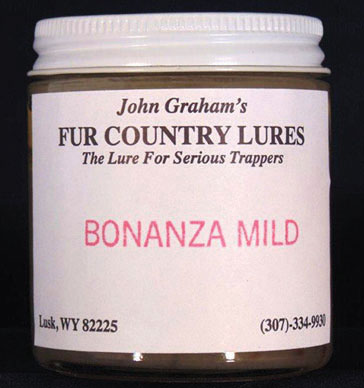 John Graham's
FUR COUNTRY LURES
The Lure For Serious Trappers
BONANZA MILD
Lusk, WY 82225 (307)-334-9930